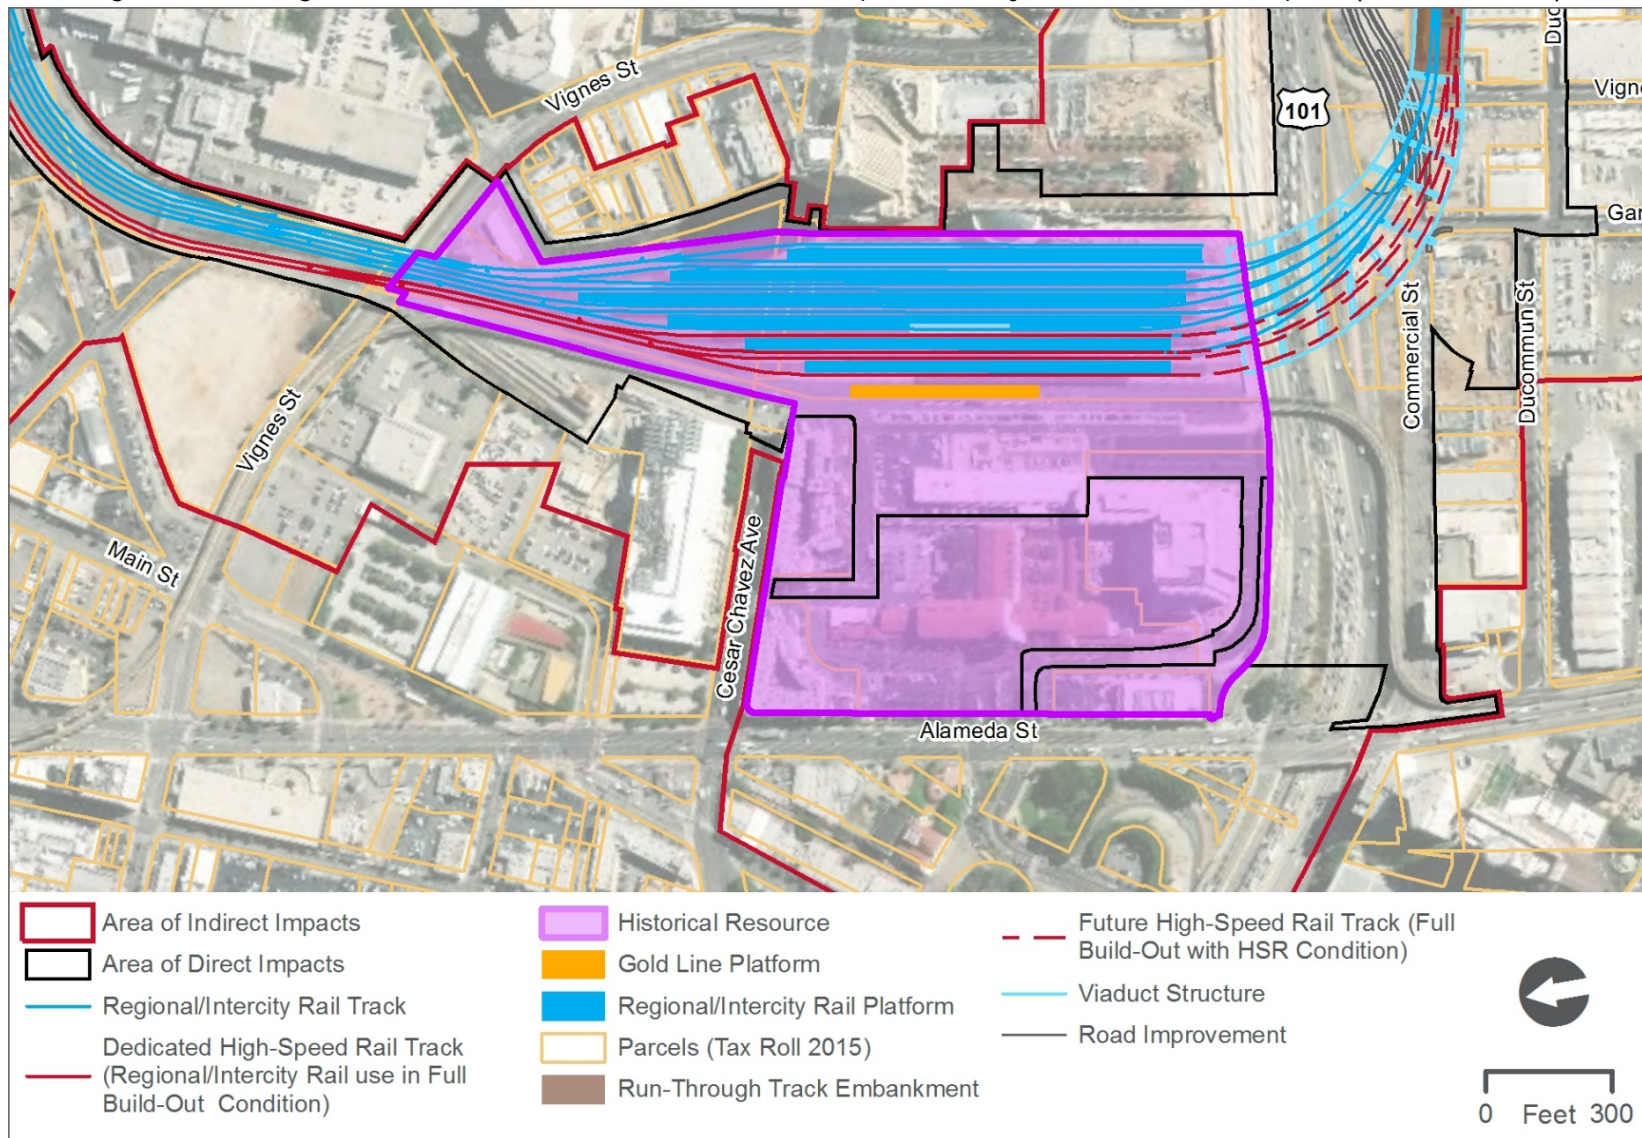 Vignes St
101
Commercial St
Ducommun St
Vignes St
Main St
Cesar Chavez Ave
Alameda St
Area of Indirect Impacts
Area of Direct Impacts
Regional/Intercity Rail Track
Dedicated High-Speed Rail Track
(Regional/Intercity Rail use in Full
Build-Out Condition)
Historical Resource
Gold Line Platform
Regional/Intercity Rail Platform
Parcels (Tax Roll 2015)
Run-Through Track Embankment
Future High-Speed Rail Track (Full
Build-Out with HSR Condition)
Viaduct Structure
Road Improvement
0 Feet 300